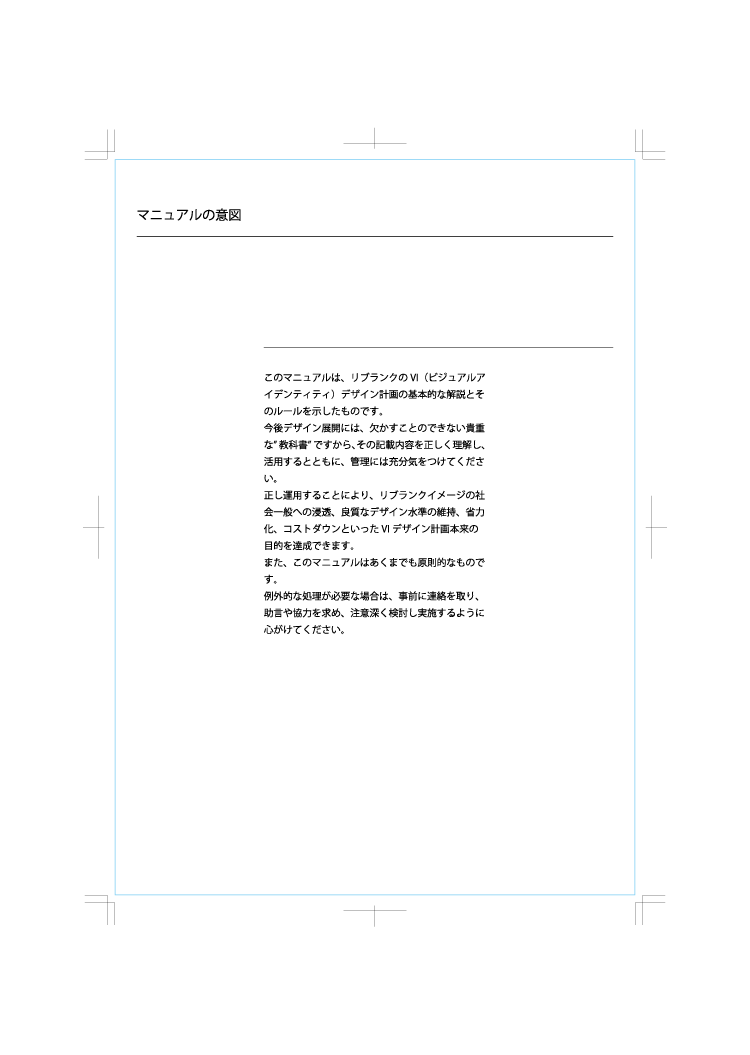 マニュアルの意図
このマニュアルは、リブランクの VI（ビジュアルア
イデンティティ）デザイン計画の基本的な解説とそ
のルールを示したものです。
今後デザイン展開には、欠かすことのできない貴重
な" 教科書" ですから、その記載内容を正しく理解し、
活用するとともに、管理には充分気をつけてくださ
い。
正し運用することにより、リブランクイメージの社
会一般への浸透、良質なデザイン水準の維持、省力
化、コストダウンといった VI デザイン計画本来の
目的を達成できます。
また、このマニュアルはあくまでも原則的なもので
す。
例外的な処理が必要な場合は、事前に連絡を取り、
助言や協力を求め、注意深く検討し実施するように
心がけてください。